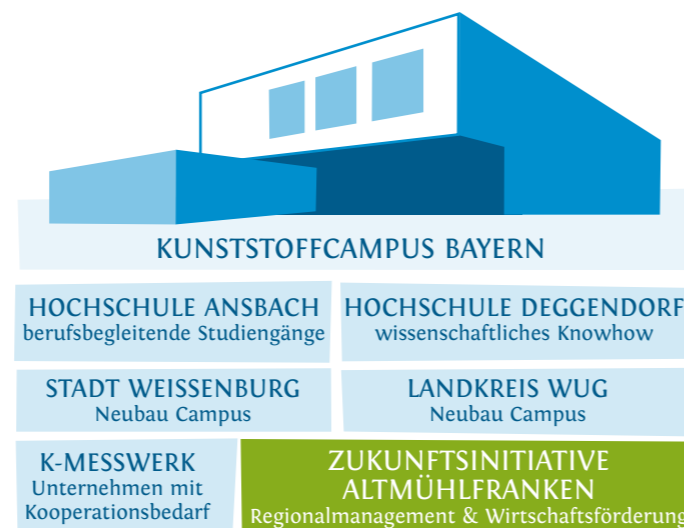 KUNSTSTOFFCAMPUS BAYERN
HOCHSCHULE ANSBACH
berufsbegleitende Studiengänge
HOCHSCHULE DEGGENDORF
wissenschaftliches Knowhow
STADT WEISSENBURG
Neubau Campus
LANDKREIS WUG
Neubau Campus
K-MESSWERK
Unternehmen mit
Kooperationsbedarf
ZUKUNFTSINITIATIVE
ALTMÜHLFRANKEN
Regionalmanagement & Wirtschaftsförderung